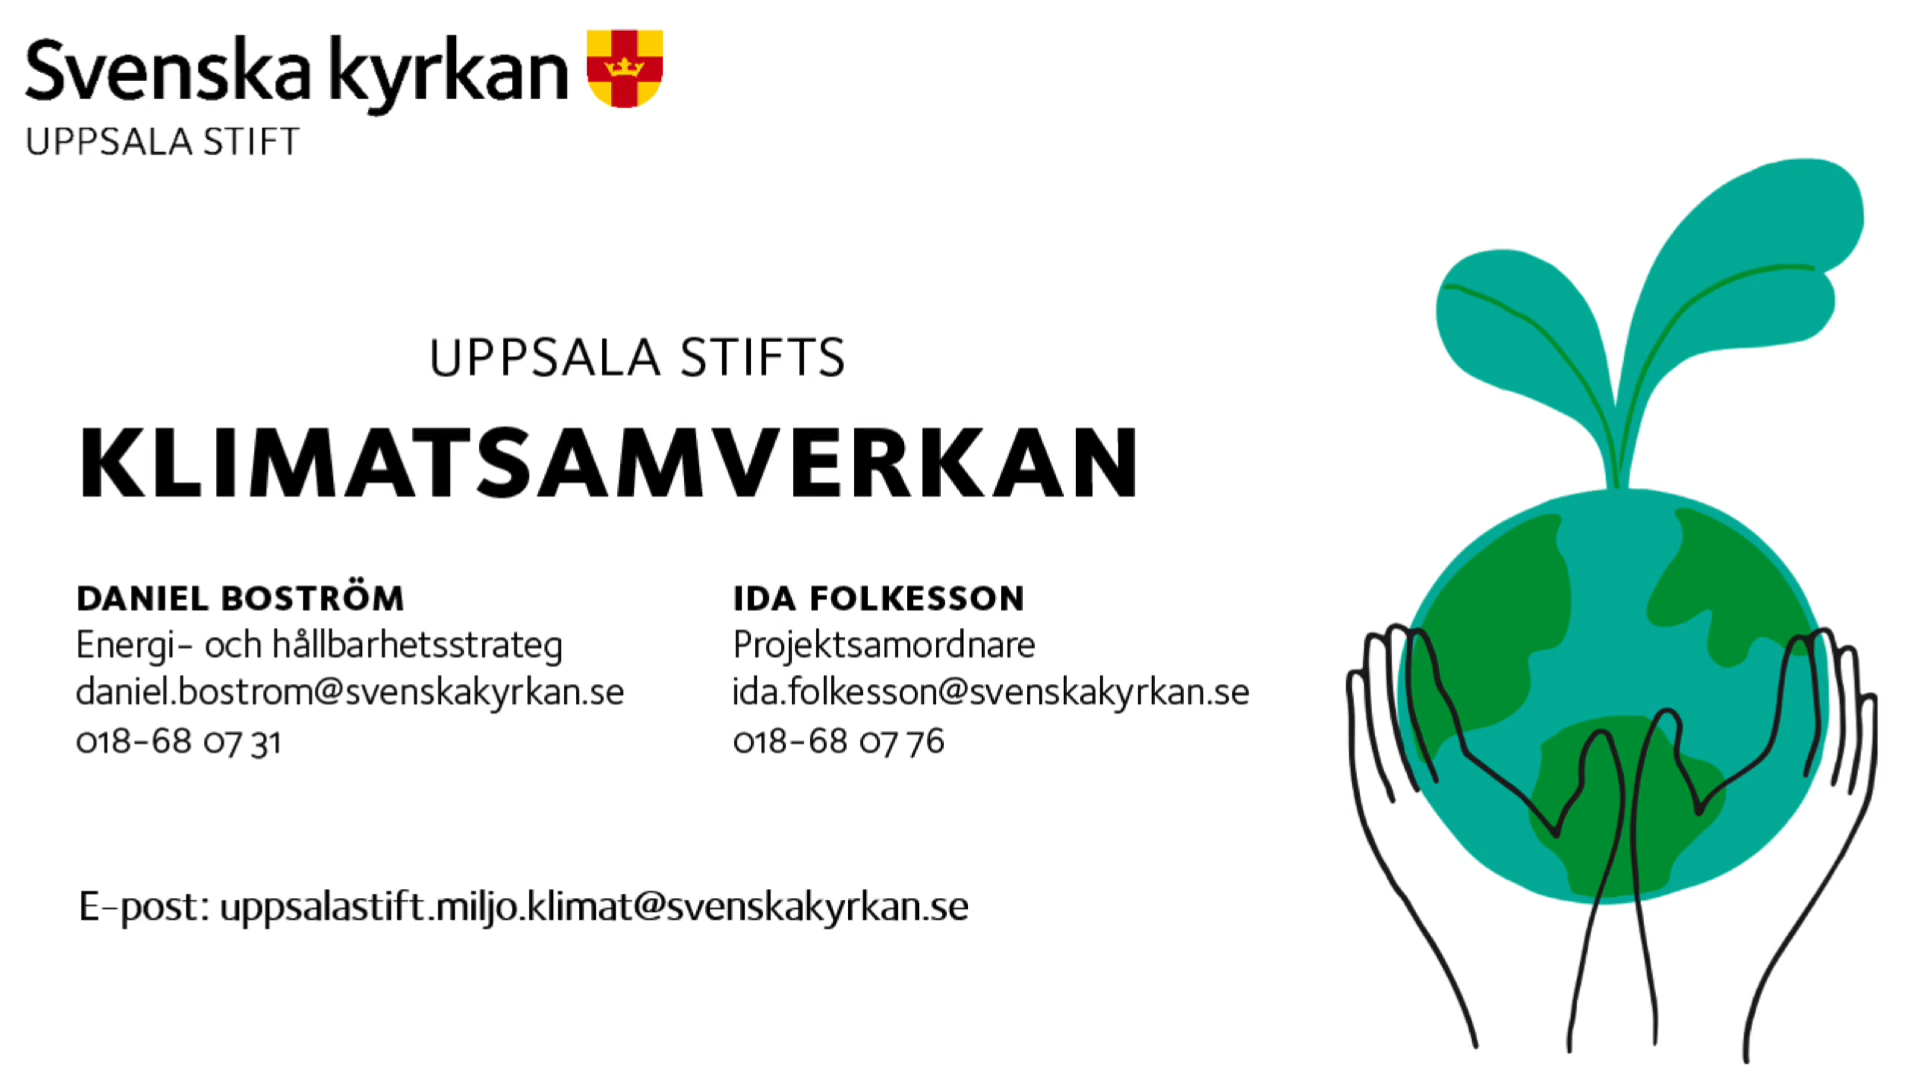 Svenska kyrkan
UPPSALA STIFT
UPPSALA STIFTS
KLIMATSAMVERKAN
DANIEL BOSTRÖM
Energi- och hållbarhetsstrateg
daniel.bostrom@svenskakyrkan.se
018-68 07 31
IDA FOLKESSON
Projektsamordnare
ida.folkesson@svenskakyrkan.se
018-68 07 76
E-post: uppsalastift.miljo.klimat@svenskakyrkan.se